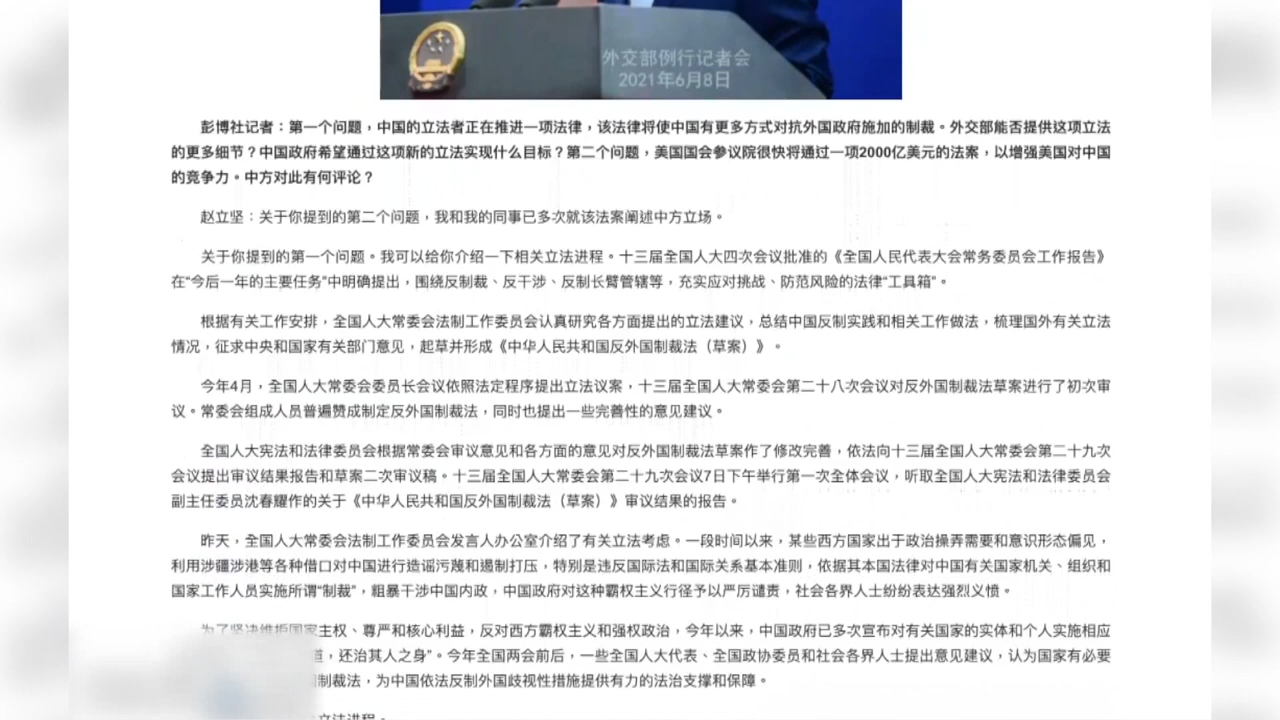 外交部例行记者会
2021年6月8日
彭博社记者：第一个问题，中国的立法者正在推进一项法律，该法律将使中国有更多方式对抗外国政府施加的制裁。外交部能否提供这项立法
的更多细节？中国政府希望通过这项新的立法实现什么目标？第二个问题，美国国会参议院很快将通过一项2000亿美元的法案，以增强美国对中国
的竞争力。中方对此有何评论？
赵立坚：关于你提到的第二个问题，我和我的同事已多次就该法案阐述中方立场。
关于你提到的第一个问题。我可以给你介绍一下相关立法进程。十三届全国人大四次会议批准的《全国人民代表大会常务委员会工作报告》
在“今后一年的主要任务”中明确提出，围绕反制裁、反干涉、反制长臂管辖等，充实应对挑战、防范风险的法律“工具箱”。
根据有关工作安排，全国人大常委会法制工作委员会认真研究各方面提出的立法建议，总结中国反制实践和相关工作做法，梳理国外有关立法
情况，征求中央和国家有关部门意见，起草并形成《中华人民共和国反外国制裁法（草案）》。
今年4月，全国人大常委会委员长会议依照法定程序提出立法议案，十三届全国人大常委会第二十八次会议对反外国制裁法草案进行了初次审
议。常委会组成人员普遍赞成制定反外国制裁法，同时也提出一些完善性的意见建议。
全国人大宪法和法律委员会根据常委会审议意见和各方面的意见对反外国制裁法草案作了修改完善，依法向十三届全国人大常委会第二十九次
会议提出审议结果报告和草案二次审议稿。十三届全国人大常委会第二十九次会议7日下午举行第一次全体会议，听取全国人大宪法和法律委员会
副主任委员沈春耀作的关于《中华人民共和国反外国制裁法（草案）》审议结果的报告。
昨天，全国人大常委会法制工作委员会发言人办公室介绍了有关立法考虑。一段时间以来，某些西方国家出于政治操弄需要和意识形态偏见，
利用涉疆涉港等各种借口对中国进行造谣污蔑和遏制打压，特别是违反国际法和国际关系基本准则，依据其本国法律对中国有关国家机关、组织和
国家工作人员实施所谓“制裁”，粗暴干涉中国内政，中国政府对这种霸权主义行径予以严厉谴责，社会各界人士纷纷表达强烈义愤。
为了坚决维护国家主权、尊严和核心利益，反对西方霸权主义和强权政治，今年以来，中国政府已多次宣布对有关国家的实体和个人实施相应
道，还治其人之身”。今年全国两会前后，一些全国人大代表、全国政协委员和社会各界人士提出意见建议，认为国家有必要
制裁法，为中国依法反制外国歧视性措施提供有力的法治支撑和保障。
立法进程。